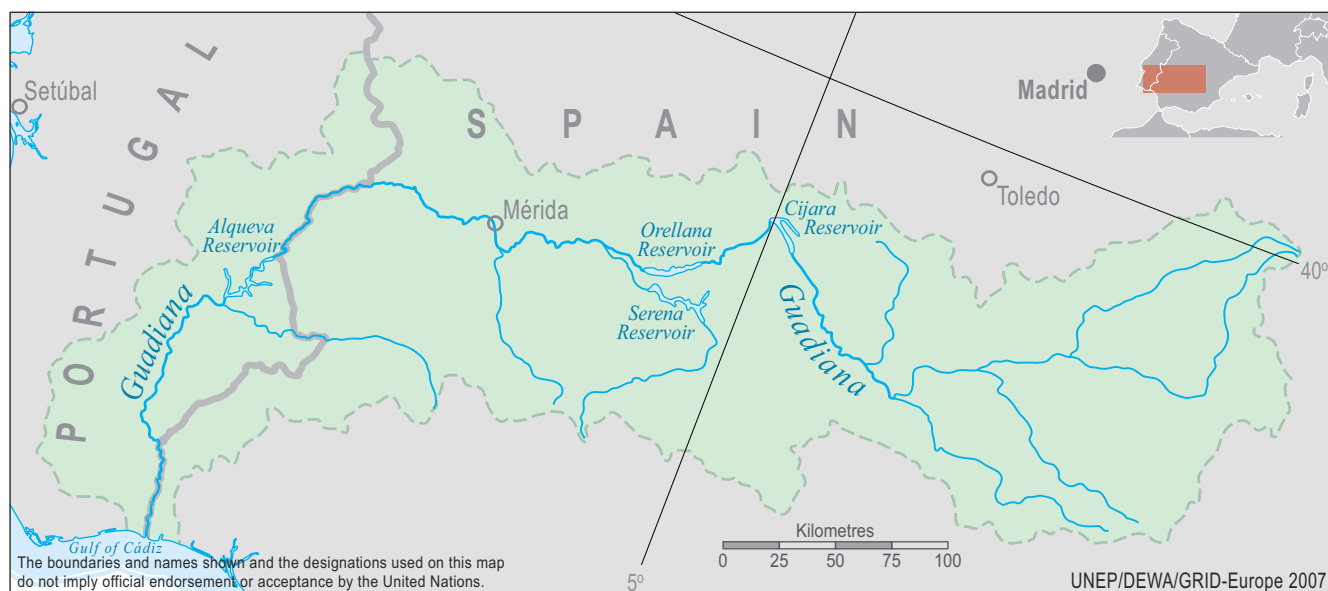 PORTUGAL
SPAIN
Setúbal
Madrid
Toledo
Mérida
Alqueva
Reservoir
Orellana
Reservoir
Cijara
Reservoir
Serena
Reservoir
Guadiana
Guadiana
40º
5º
Gulf of Cádiz
Kilometres
0 25 50 75 100
The boundaries and names shown and the designations used on this map
do not imply official endorsement or acceptance by the United Nations.
UNEP/DEWA/GRID-Europe 2007